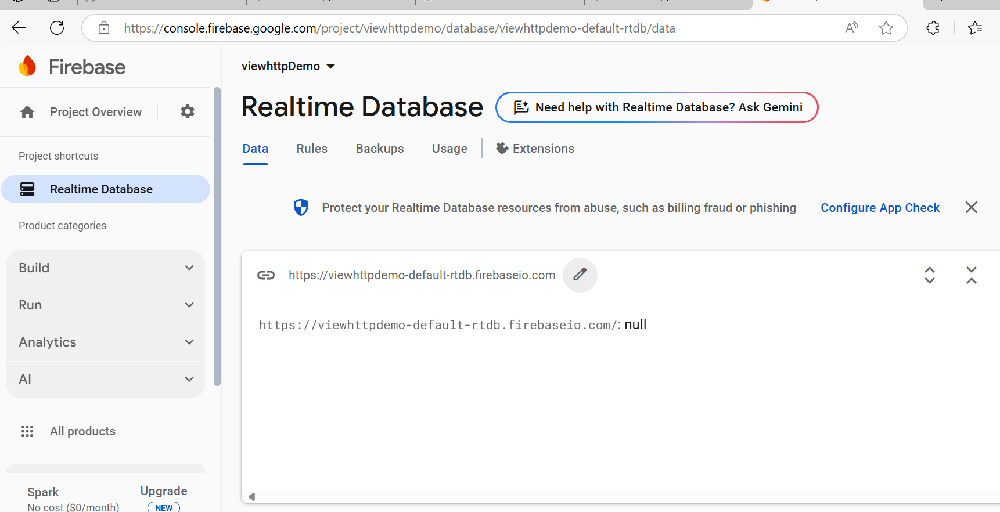 https://console.firebase.google.com/project/viewhttpdemo/database/viewhttpdemo-default-rtdb/data
Firebase
Project Overview
Project shortcuts
Realtime Database
Product categories
Build
Run
Analytics
AI
All products
Spark
No cost ($0/month)
Upgrade
NEW
viewhttpDemo
Realtime Database
Need help with Realtime Database? Ask Gemini
Data Rules Backups Usage Extensions
Protect your Realtime Database resources from abuse, such as billing fraud or phishing Configure App Check
https://viewhttpdemo-default-rtdb.firebaseio.com
https://viewhttpdemo-default-rtdb.firebaseio.com/: null